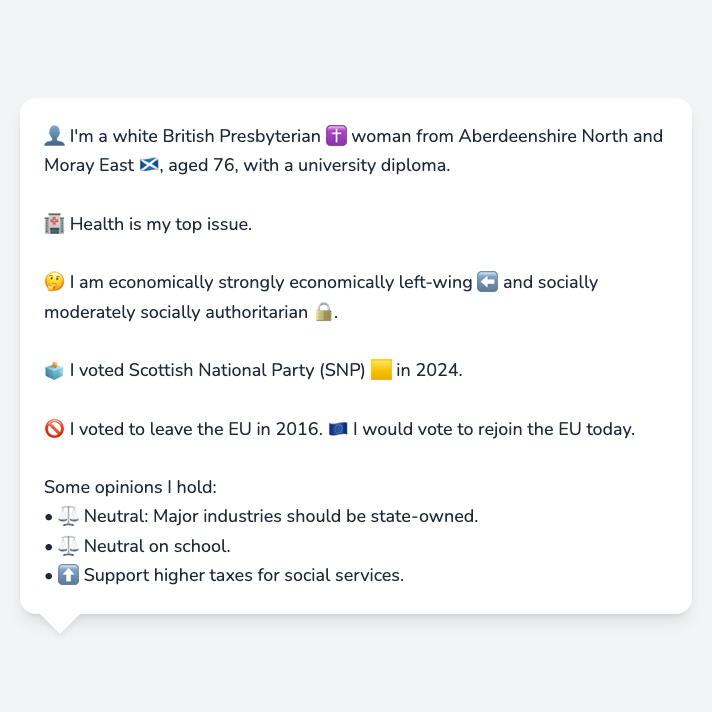 👤 I'm a white British Presbyterian ✝️ woman from Aberdeenshire North and
Moray East 🏴󠁧󠁢󠁳󠁣󠁴󠁿, aged 76, with a university diploma.
🏥 Health is my top issue.
🤔 I am economically strongly economically left-wing ⬅️ and socially
moderately socially authoritarian 🔒.
🗳️ I voted Scottish National Party (SNP) 🟨 in 2024.
🚫 I voted to leave the EU in 2016. 🇪🇺 I would vote to rejoin the EU today.
Some opinions I hold:
• ⚖️ Neutral: Major industries should be state-owned.
• ⚖️ Neutral on school.
• ⬆️ Support higher taxes for social services.